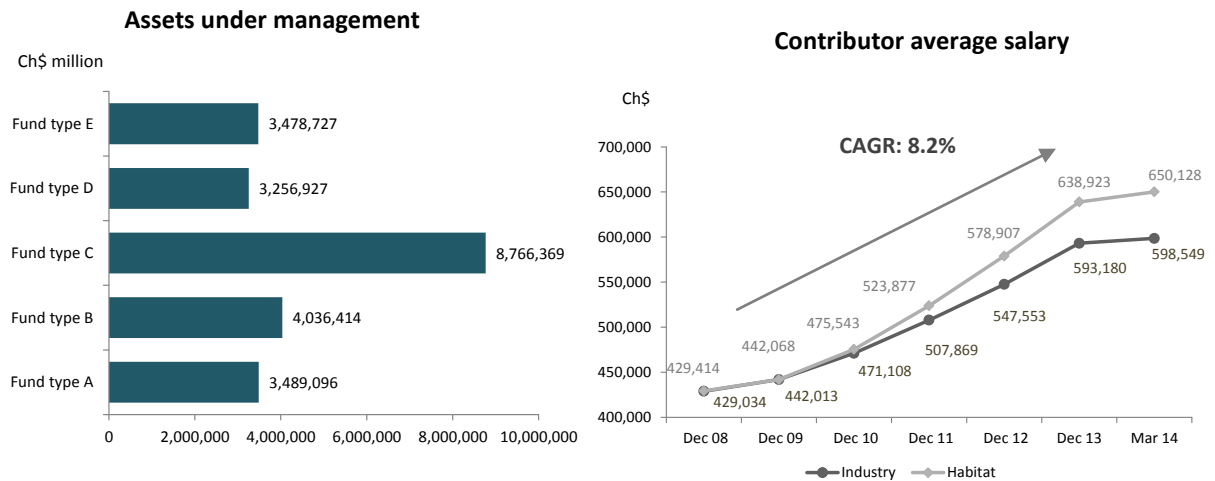 Assets under management
Ch$ million
Fund type E
3,478,727
Fund type D
3,256,927
Fund type C
8,766,369
Fund type B
4,036,414
Fund type A
3,489,096
0 2,000,000 4,000,000 6,000,000 8,000,000 10,000,000
Contributor average salary
Ch$
CAGR: 8.2%
700,000
650,000
600,000
550,000
500,000
450,000
400,000
429,414
442,068
475,543
523,877
578,907
638,923
650,128
429,034
442,013
471,108
507,869
547,553
593,180
598,549
Dec 08 Dec 09 Dec 10 Dec 11 Dec 12 Dec 13 Mar 14
Industry Habitat